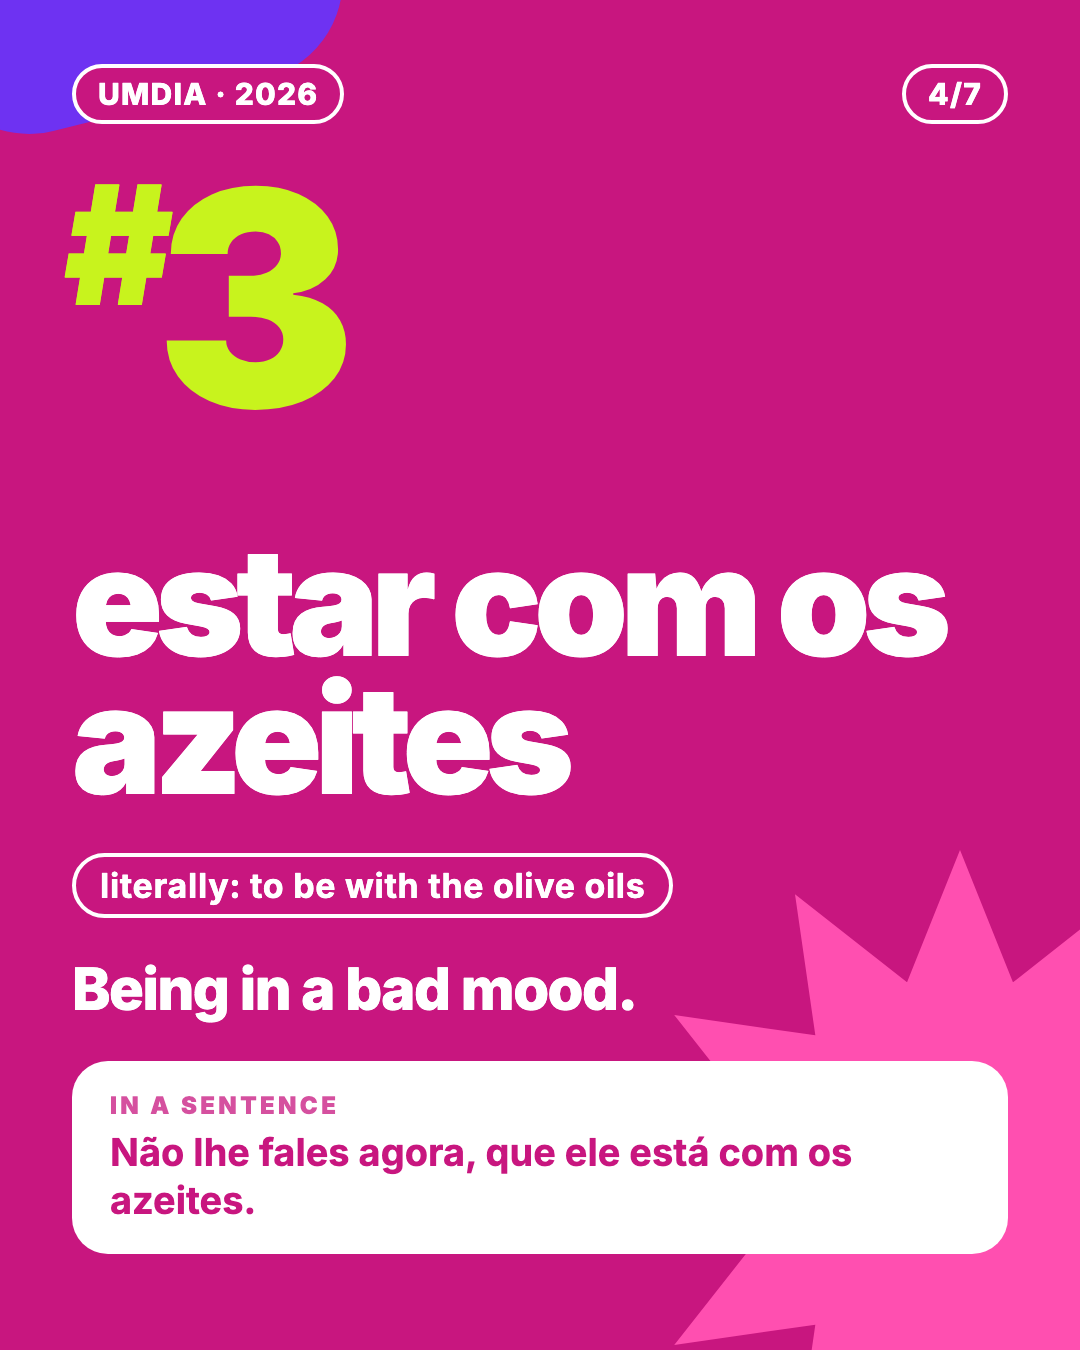 UMDIA · 2026
4/7
#3
estar com os
azeites
literally: to be with the olive oils
Being in a bad mood.
IN A SENTENCE
Não lhe fales agora, que ele está com os
azeites.